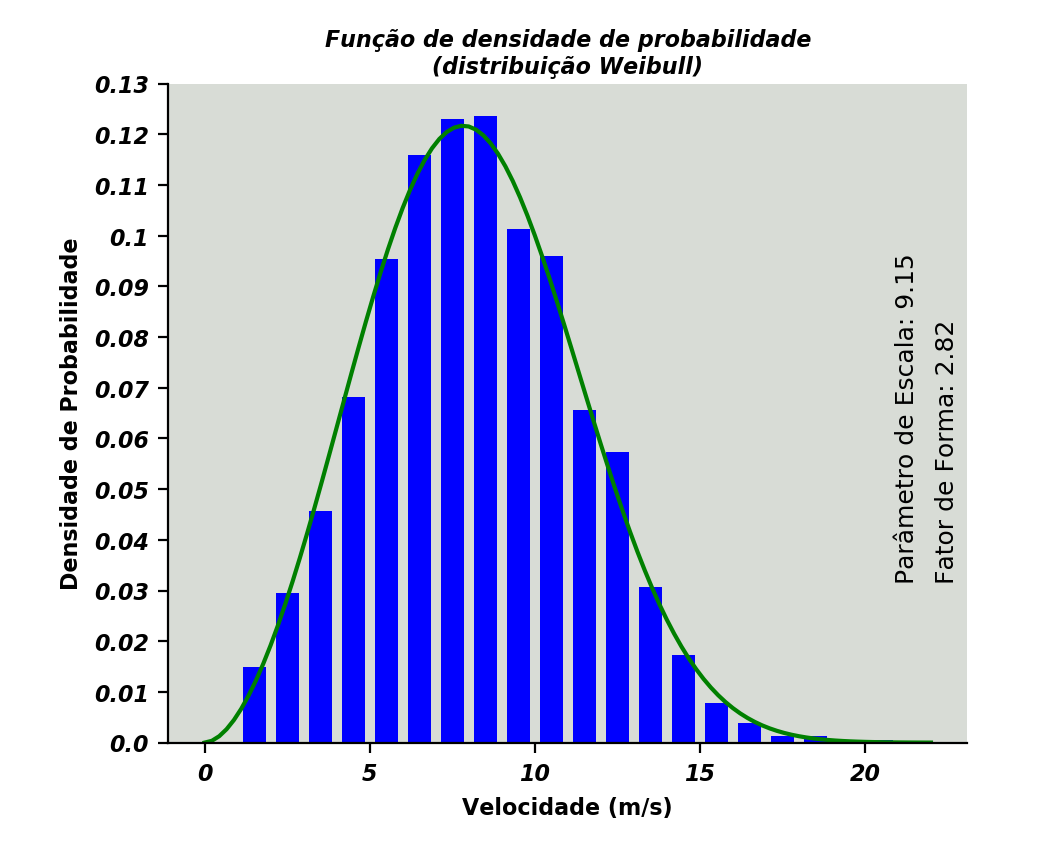 Função de densidade de probabilidade
(distribuição Weibull)
Densidade de Probabilidade
0.13
0.12
0.11
0.1
0.09
0.08
0.07
0.06
0.05
0.04
0.03
0.02
0.01
0.0
Parâmetro de Escala: 9.15
Fator de Forma: 2.82
0 5 10 15 20
Velocidade (m/s)